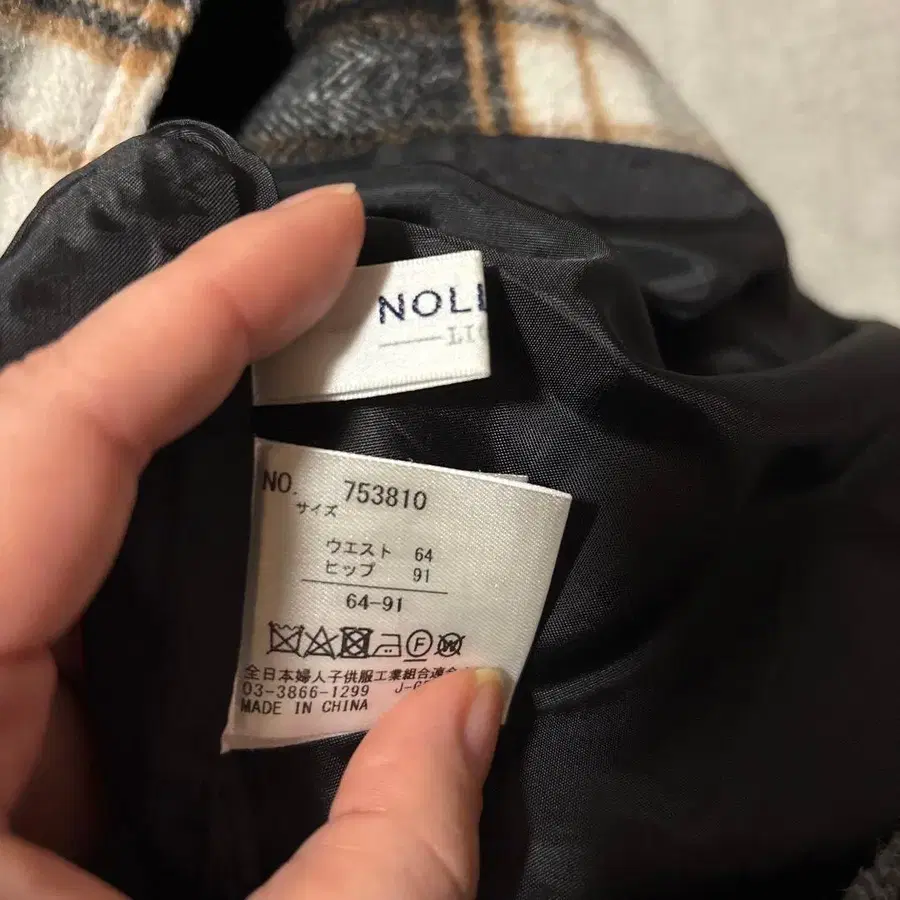 NOLL
NO. 753810
サイズ
ウエスト 64
ヒップ 91
64-91
F W
全日本婦人子供服工業組合連合
03-3866-1299
MADE IN CHINA